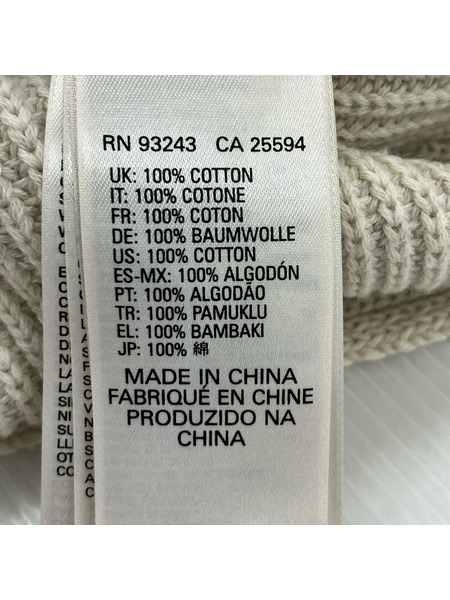 RN 93243 CA 25594
UK: 100% COTTON
IT: 100% COTONE
FR: 100% COTON
DE: 100% BAUMWOLLE
US: 100% COTTON
ES-MX: 100% ALGODÓN
PT: 100% ALGODÃO
TR: 100% PAMUKLU
EL: 100% BAMBAKI
JP: 100% 綿
MADE IN CHINA
FABRIQUÉ EN CHINE
PRODUZIDO NA
CHINA